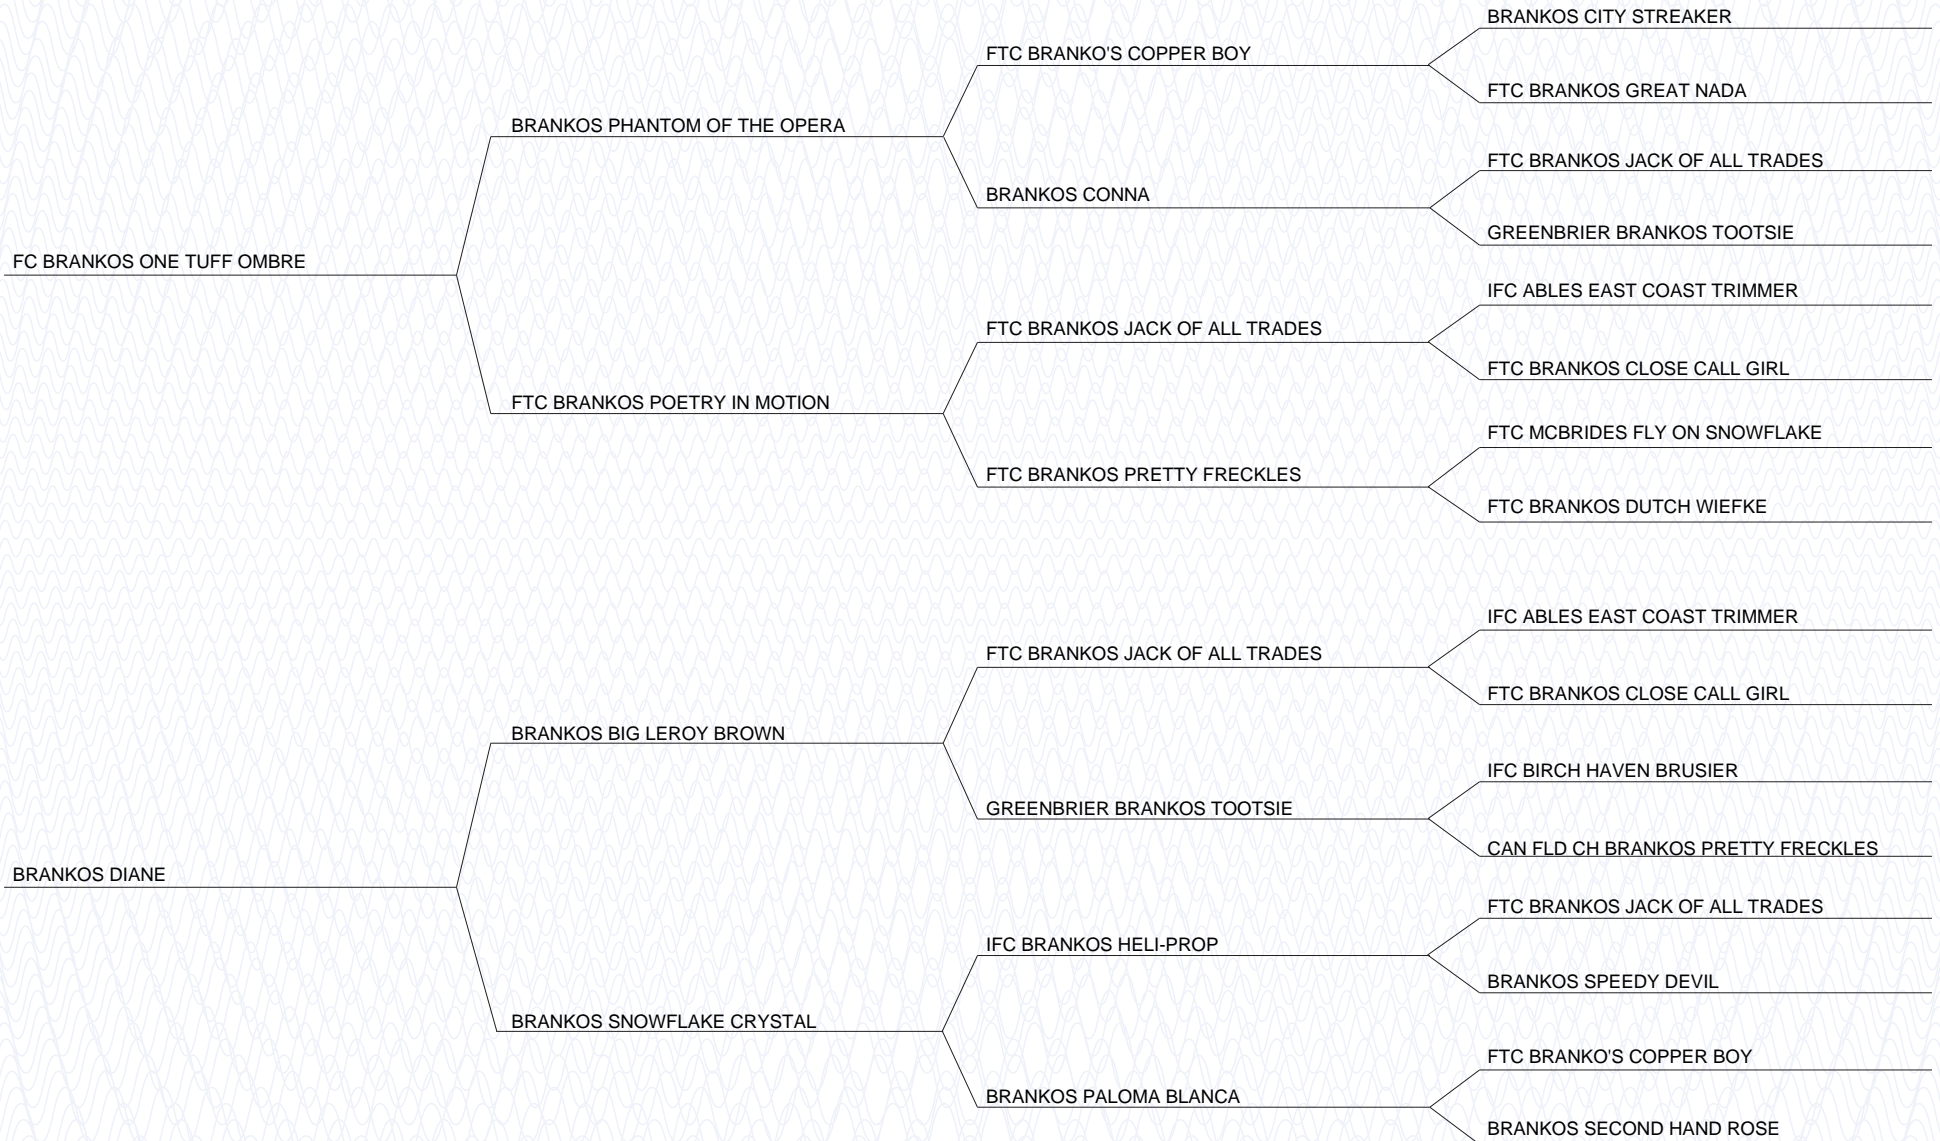 BRANKOS CITY STREAKER
FTC BRANKO'S COPPER BOY
FTC BRANKOS GREAT NADA
BRANKOS PHANTOM OF THE OPERA
FTC BRANKOS JACK OF ALL TRADES
BRANKOS CONNA
GREENBRIER BRANKOS TOOTSIE
FC BRANKOS ONE TUFF OMBRE
IFC ABLES EAST COAST TRIMMER
FTC BRANKOS JACK OF ALL TRADES
FTC BRANKOS CLOSE CALL GIRL
FTC BRANKOS POETRY IN MOTION
FTC MCBRIDES FLY ON SNOWFLAKE
FTC BRANKOS PRETTY FRECKLES
FTC BRANKOS DUTCH WIEFKE
IFC ABLES EAST COAST TRIMMER
FTC BRANKOS JACK OF ALL TRADES
FTC BRANKOS CLOSE CALL GIRL
BRANKOS BIG LEROY BROWN
IFC BIRCH HAVEN BRUSIER
GREENBRIER BRANKOS TOOTSIE
CAN FLD CH BRANKOS PRETTY FRECKLES
BRANKOS DIANE
FTC BRANKOS JACK OF ALL TRADES
IFC BRANKOS HELI-PROP
BRANKOS SPEEDY DEVIL
BRANKOS SNOWFLAKE CRYSTAL
FTC BRANKO'S COPPER BOY
BRANKOS PALOMA BLANCA
BRANKOS SECOND HAND ROSE